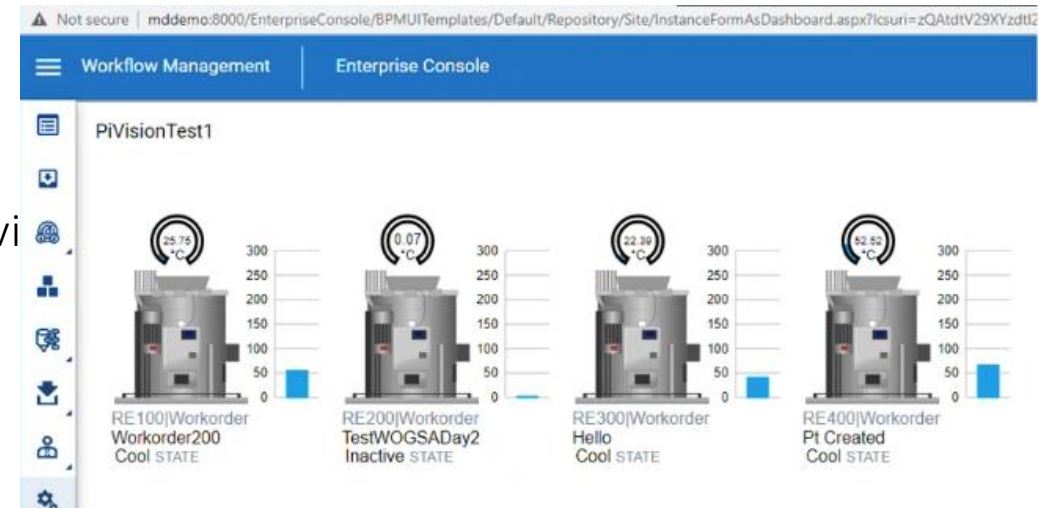 Not secure | mddemo:8000/EnterpriseConsole/BPMUITemplates/Default/Repository/Site/InstanceFormAsDashboard.aspx?lcsuri=
Workflow Management
Enterprise Console
PiVisionTest1
vi
25.75 °C
0.07 °C
22.39 °C
52.52 °C
300 300 300 300
250 250 250 250
200 200 200 200
150 150 150 150
100 100 100 100
50 50 50 50
0 0 0 0
RE100|Workorder
Workorder200
Cool STATE
RE200|Workorder
TestWOGSADay2
Inactive STATE
RE300|Workorder
Hello
Cool STATE
RE400|Workorder
Pt Created
Cool STATE